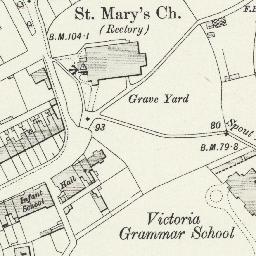 St. Mary's Ch.
(Rectory)
F.B
B.M.104·1
Grave Yard
93
80
Spout
B.M.79·8
Hall
Infant
School
Victoria
Grammar School